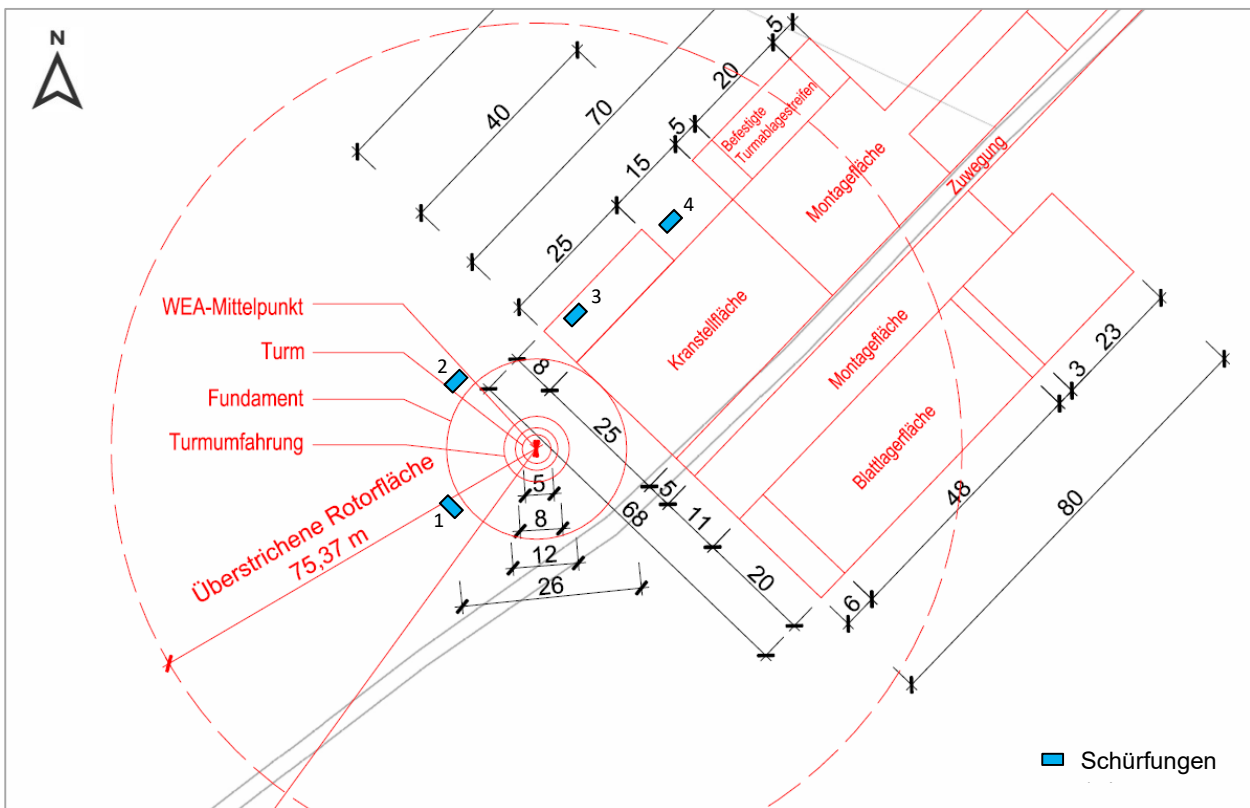 N
5
20
40
70
5
Befestigte
Turmablagestreifen
15
Montagefläche
Zuwegung
4
25
3
WEA-Mittelpunkt
Kranstellfläche
Montagefläche
Turm
2
8
23
3
Fundament
25
Turmumfahrung
Blattlagerfläche
5
5
48
80
1
8
68
11
Überstrichene Rotorfläche
75,37 m
12
20
26
6
Schürfungen